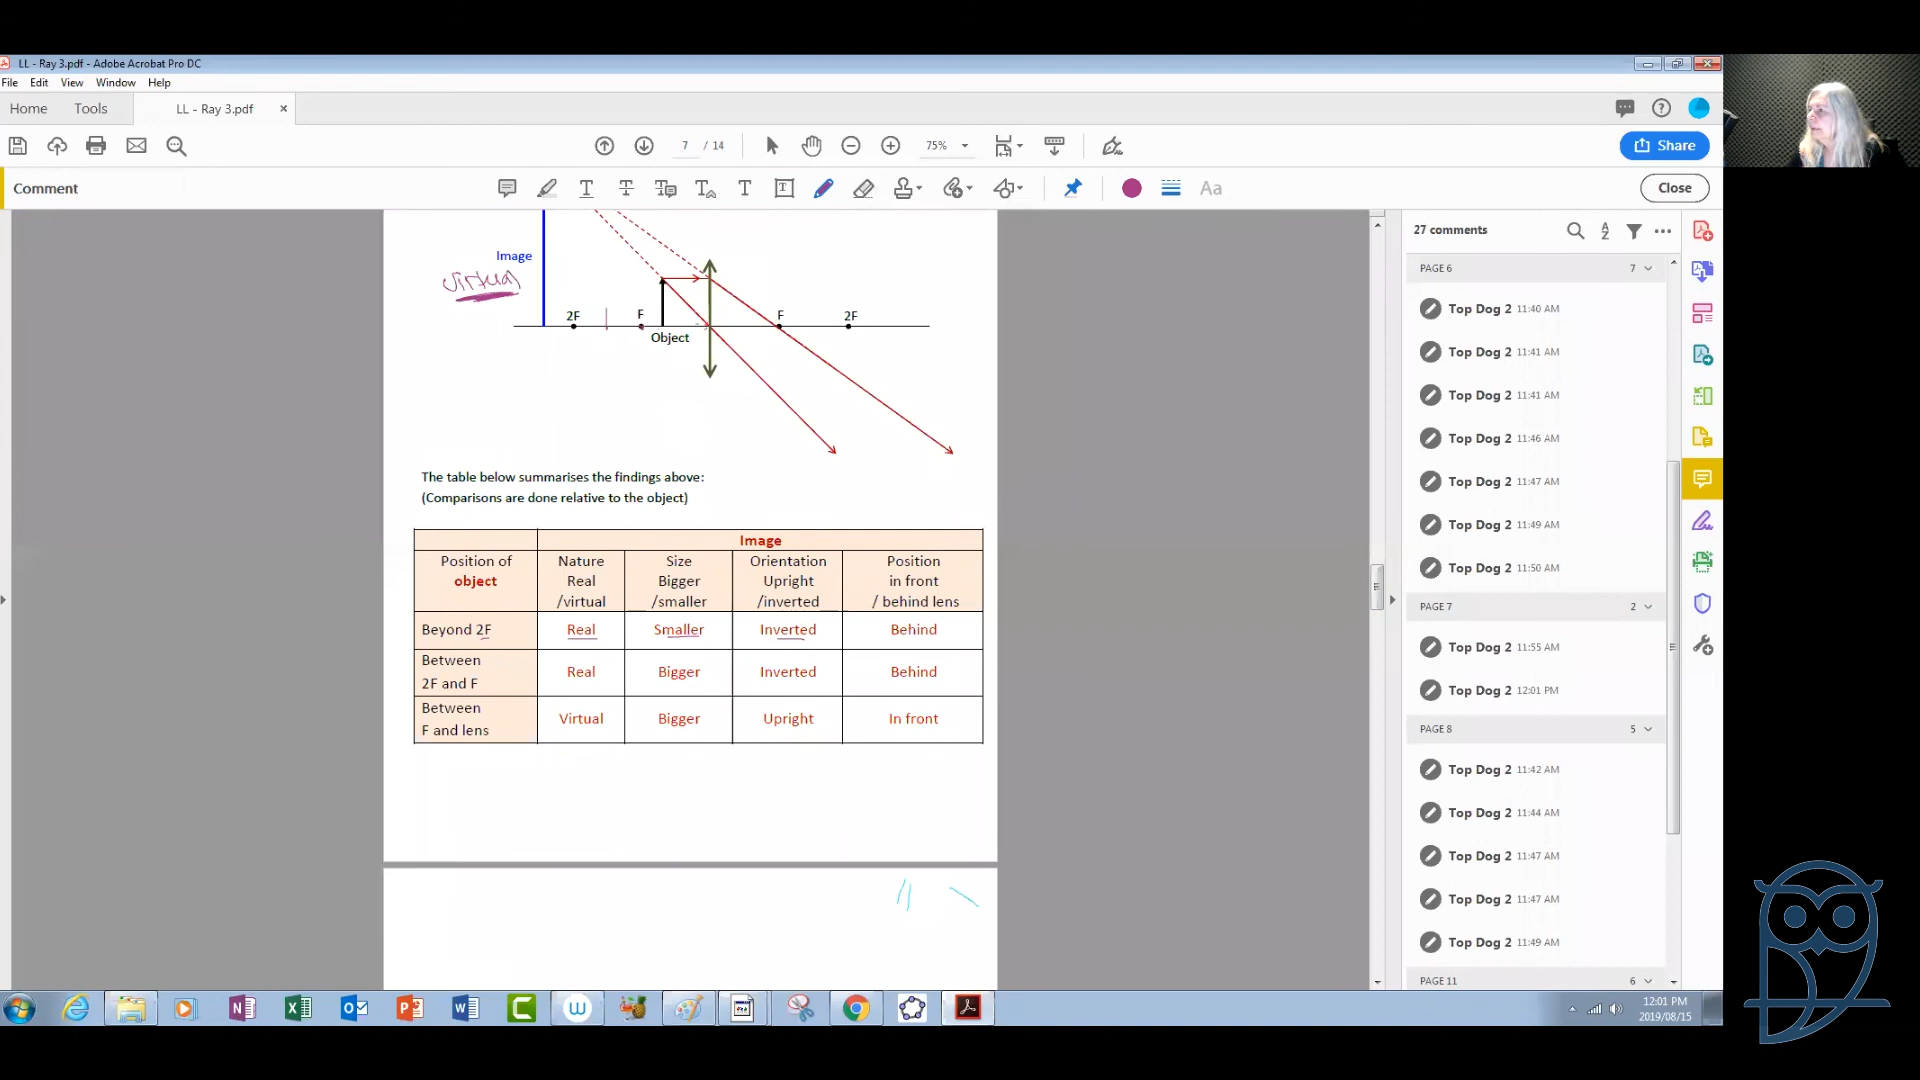 LL - Ray 3.pdf - Adobe Acrobat Pro DC
File Edit View Window Help
Home Tools LL - Ray 3.pdf ×
7 / 14 75% Share
Comment Aa Close
Image
virtual
2F F F 2F
Object
The table below summarises the findings above:
(Comparisons are done relative to the object)
Image
Position of object
Nature Real /virtual
Size Bigger /smaller
Orientation Upright /inverted
Position in front / behind lens
Beyond 2F Real Smaller Inverted Behind
Between 2F and F Real Bigger Inverted Behind
Between F and lens Virtual Bigger Upright In front
27 comments
PAGE 6 7
Top Dog 2 11:40 AM
Top Dog 2 11:41 AM
Top Dog 2 11:41 AM
Top Dog 2 11:46 AM
Top Dog 2 11:47 AM
Top Dog 2 11:49 AM
Top Dog 2 11:50 AM
PAGE 7 2
Top Dog 2 11:55 AM
Top Dog 2 12:01 PM
PAGE 8 5
Top Dog 2 11:42 AM
Top Dog 2 11:44 AM
Top Dog 2 11:47 AM
Top Dog 2 11:47 AM
Top Dog 2 11:49 AM
PAGE 11 6
12:01 PM
2019/08/15